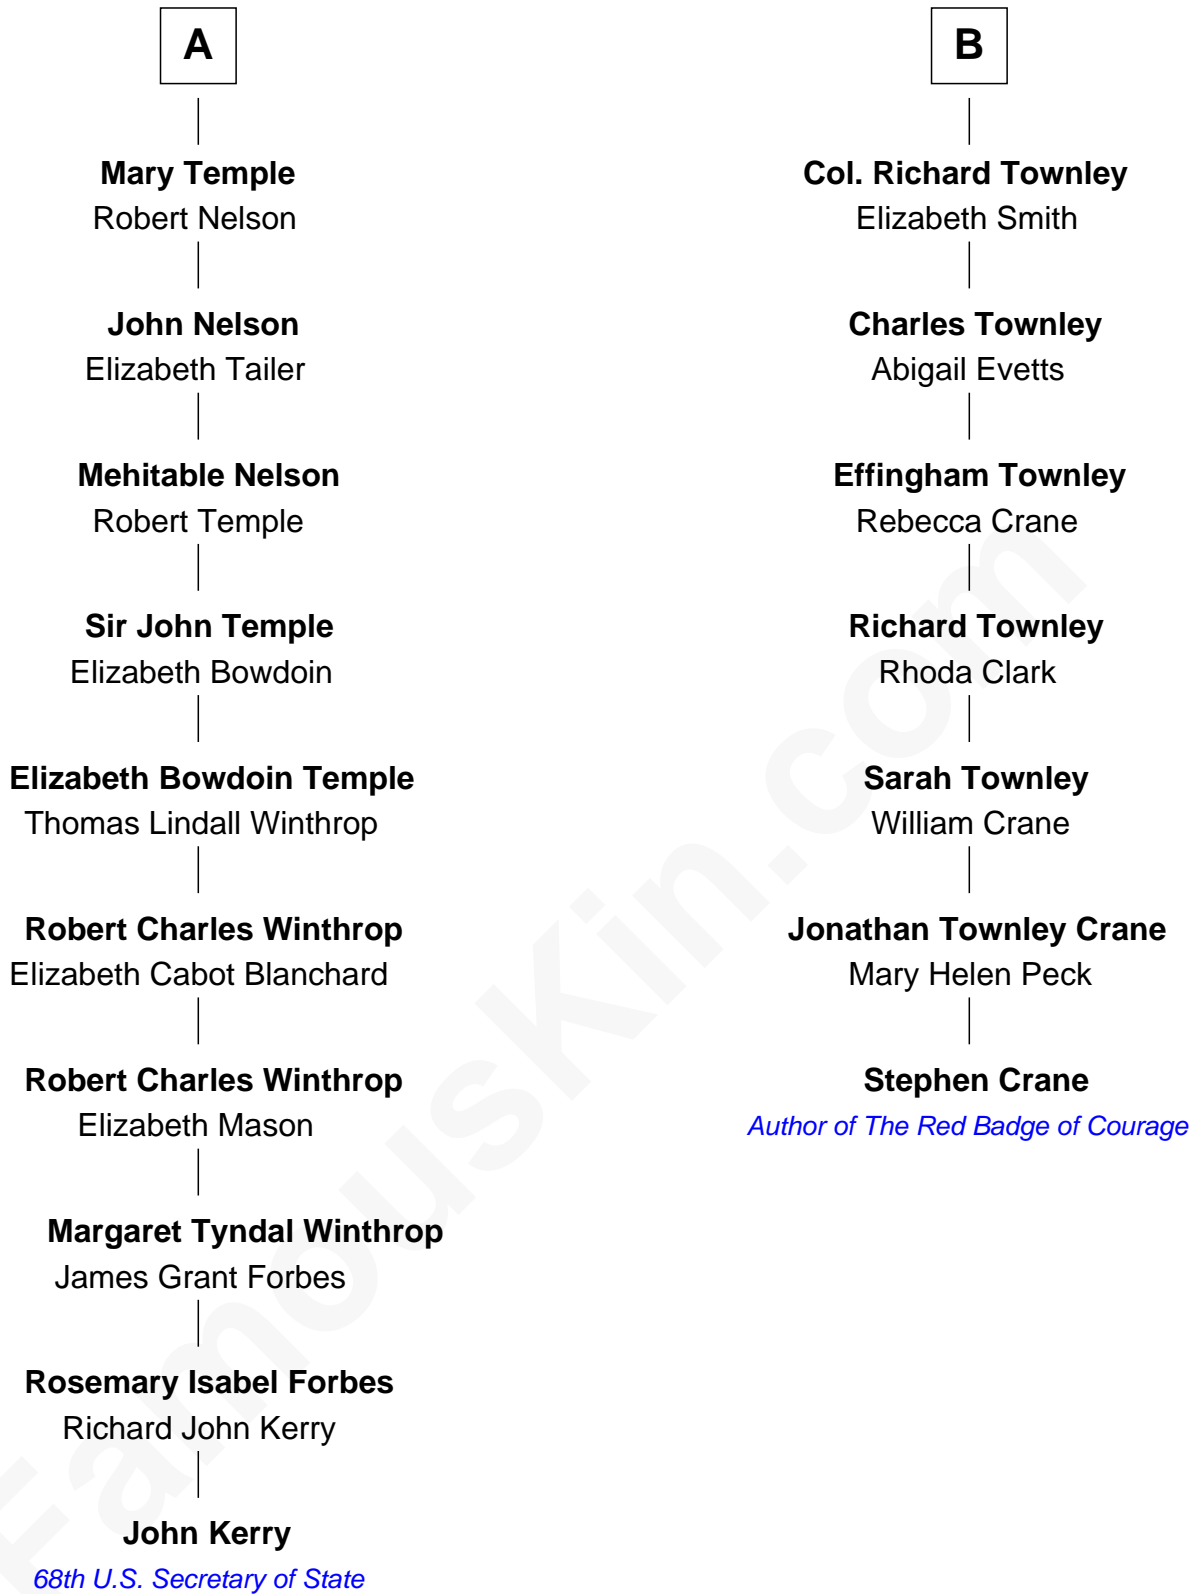 A
Mary Temple
Robert Nelson
John Nelson
Elizabeth Tailer
Mehitable Nelson
Robert Temple
Sir John Temple
Elizabeth Bowdoin
Elizabeth Bowdoin Temple
Thomas Lindall Winthrop
Robert Charles Winthrop
Elizabeth Cabot Blanchard
Robert Charles Winthrop
Elizabeth Mason
Margaret Tyndal Winthrop
James Grant Forbes
Rosemary Isabel Forbes
Richard John Kerry
John Kerry
68th U.S. Secretary of State
B
Col. Richard Townley
Elizabeth Smith
Charles Townley
Abigail Evetts
Effingham Townley
Rebecca Crane
Richard Townley
Rhoda Clark
Sarah Townley
William Crane
Jonathan Townley Crane
Mary Helen Peck
Stephen Crane
Author of The Red Badge of Courage
FamousKin.com